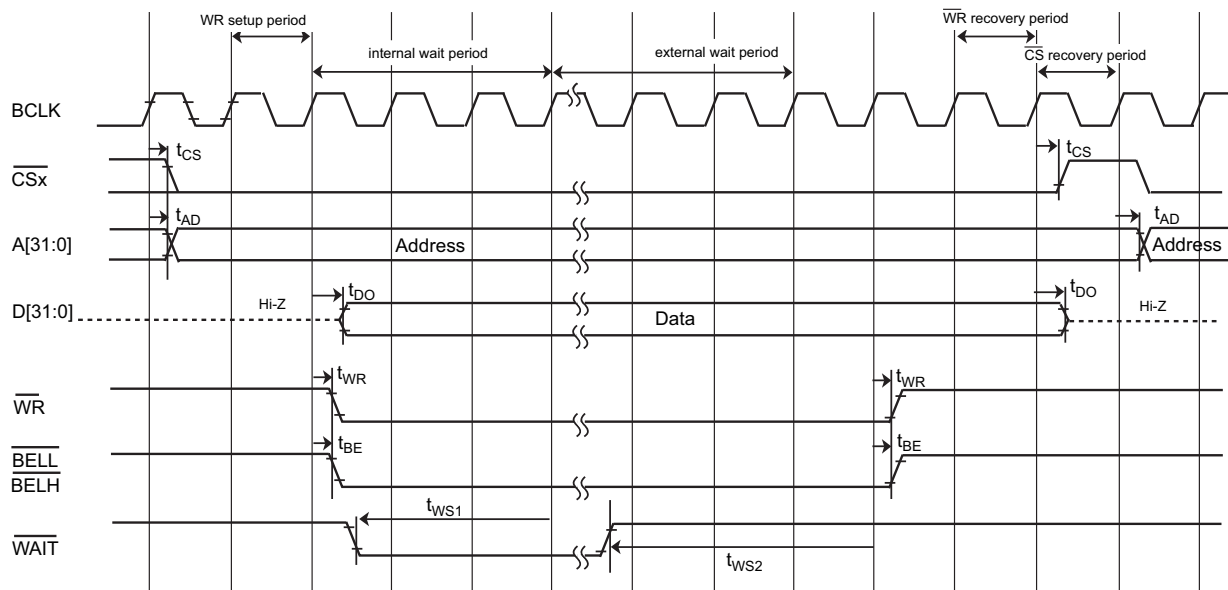 WR setup period
WR recovery period
internal wait period
external wait period
CS recovery period
BCLK
tCS
tCS
CSx
tAD
tAD
A[31:0]
Address
Address
tDO
tDO
D[31:0]
Hi-Z
Data
Hi-Z
tWR
tWR
WR
tBE
tBE
BELL
BELH
tWS1
WAIT
tWS2